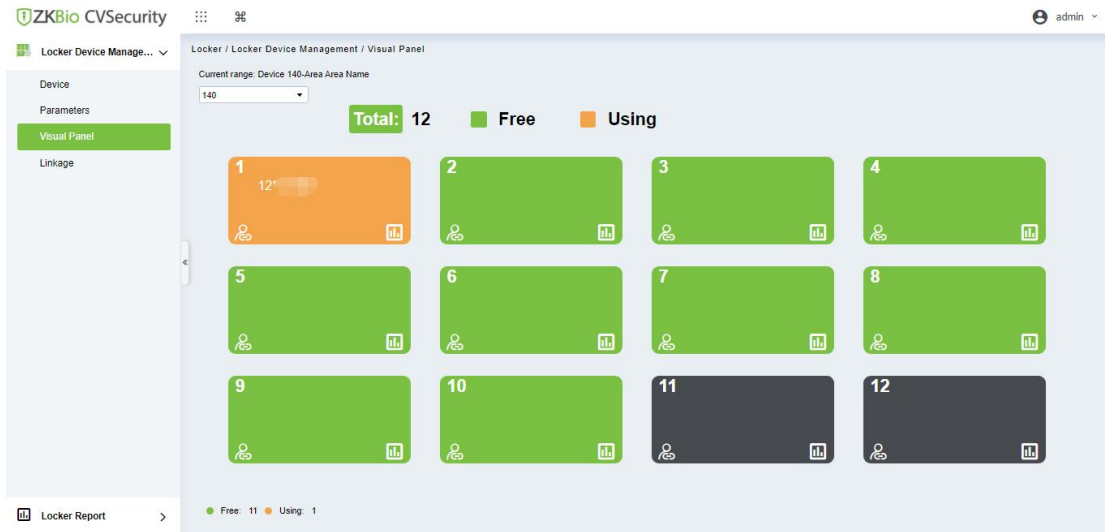 ZKBio CVSecurity
admin
Locker Device Manage...
Locker / Locker Device Management / Visual Panel
Current range: Device 140-Area Area Name
Device
140
Parameters
Total: 12 Free Using
Visual Panel
Linkage
1 2 3 4
12*
5 6 7 8
9 10 11 12
Locker Report
Free: 11 Using: 1